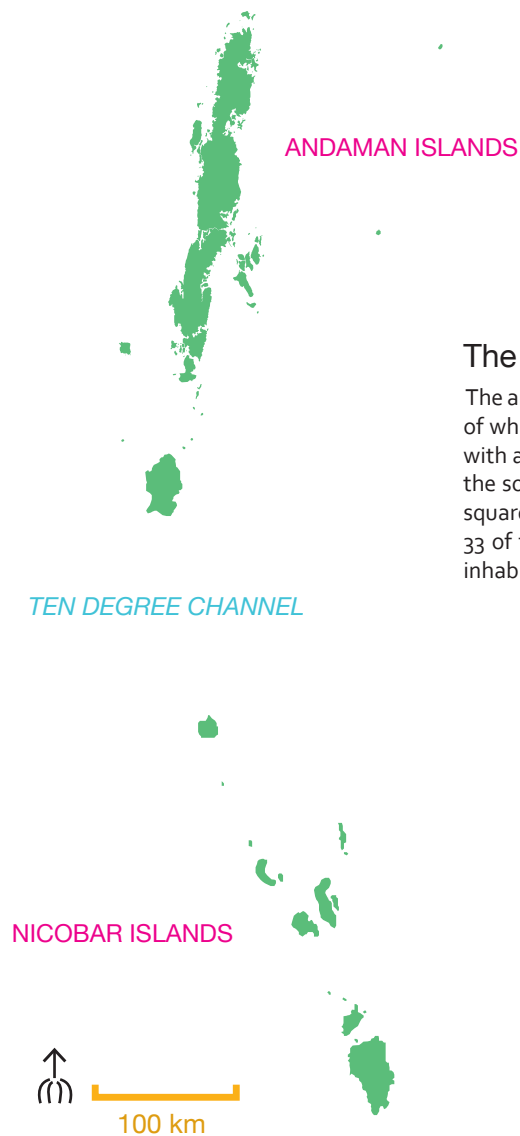 ANDAMAN ISLANDS
The
The a
of wh
with a
the so
square
33 of
inhab
TEN DEGREE CHANNEL
NICOBAR ISLANDS
100 km